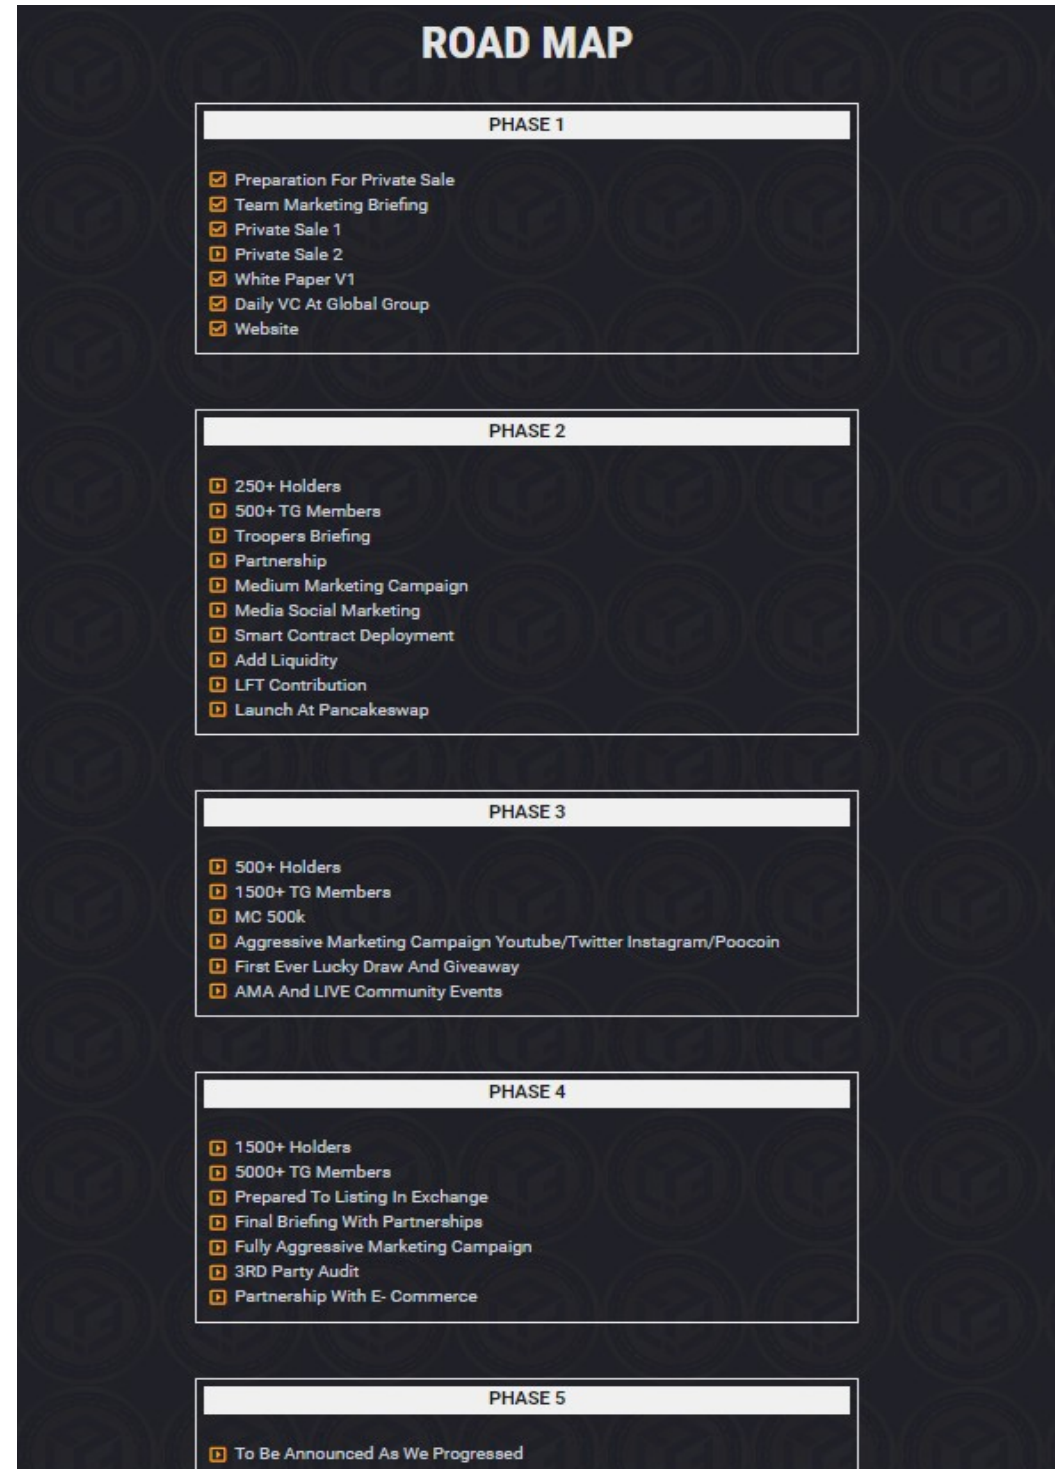 ROAD MAP
PHASE 1
Preparation For Private Sale
Team Marketing Briefing
Private Sale 1
Private Sale 2
White Paper V1
Daily VC At Global Group
Website
PHASE 2
250+ Holders
500+ TG Members
Troopers Briefing
Partnership
Medium Marketing Campaign
Media Social Marketing
Smart Contract Deployment
Add Liquidity
LFT Contribution
Launch At Pancakeswap
PHASE 3
500+ Holders
1500+ TG Members
MC 500k
Aggressive Marketing Campaign Youtube/Twitter Instagram/Poocoin
First Ever Lucky Draw And Giveaway
AMA And LIVE Community Events
PHASE 4
1500+ Holders
5000+ TG Members
Prepared To Listing In Exchange
Final Briefing With Partnerships
Fully Aggressive Marketing Campaign
3RD Party Audit
Partnership With E- Commerce
PHASE 5
To Be Announced As We Progressed